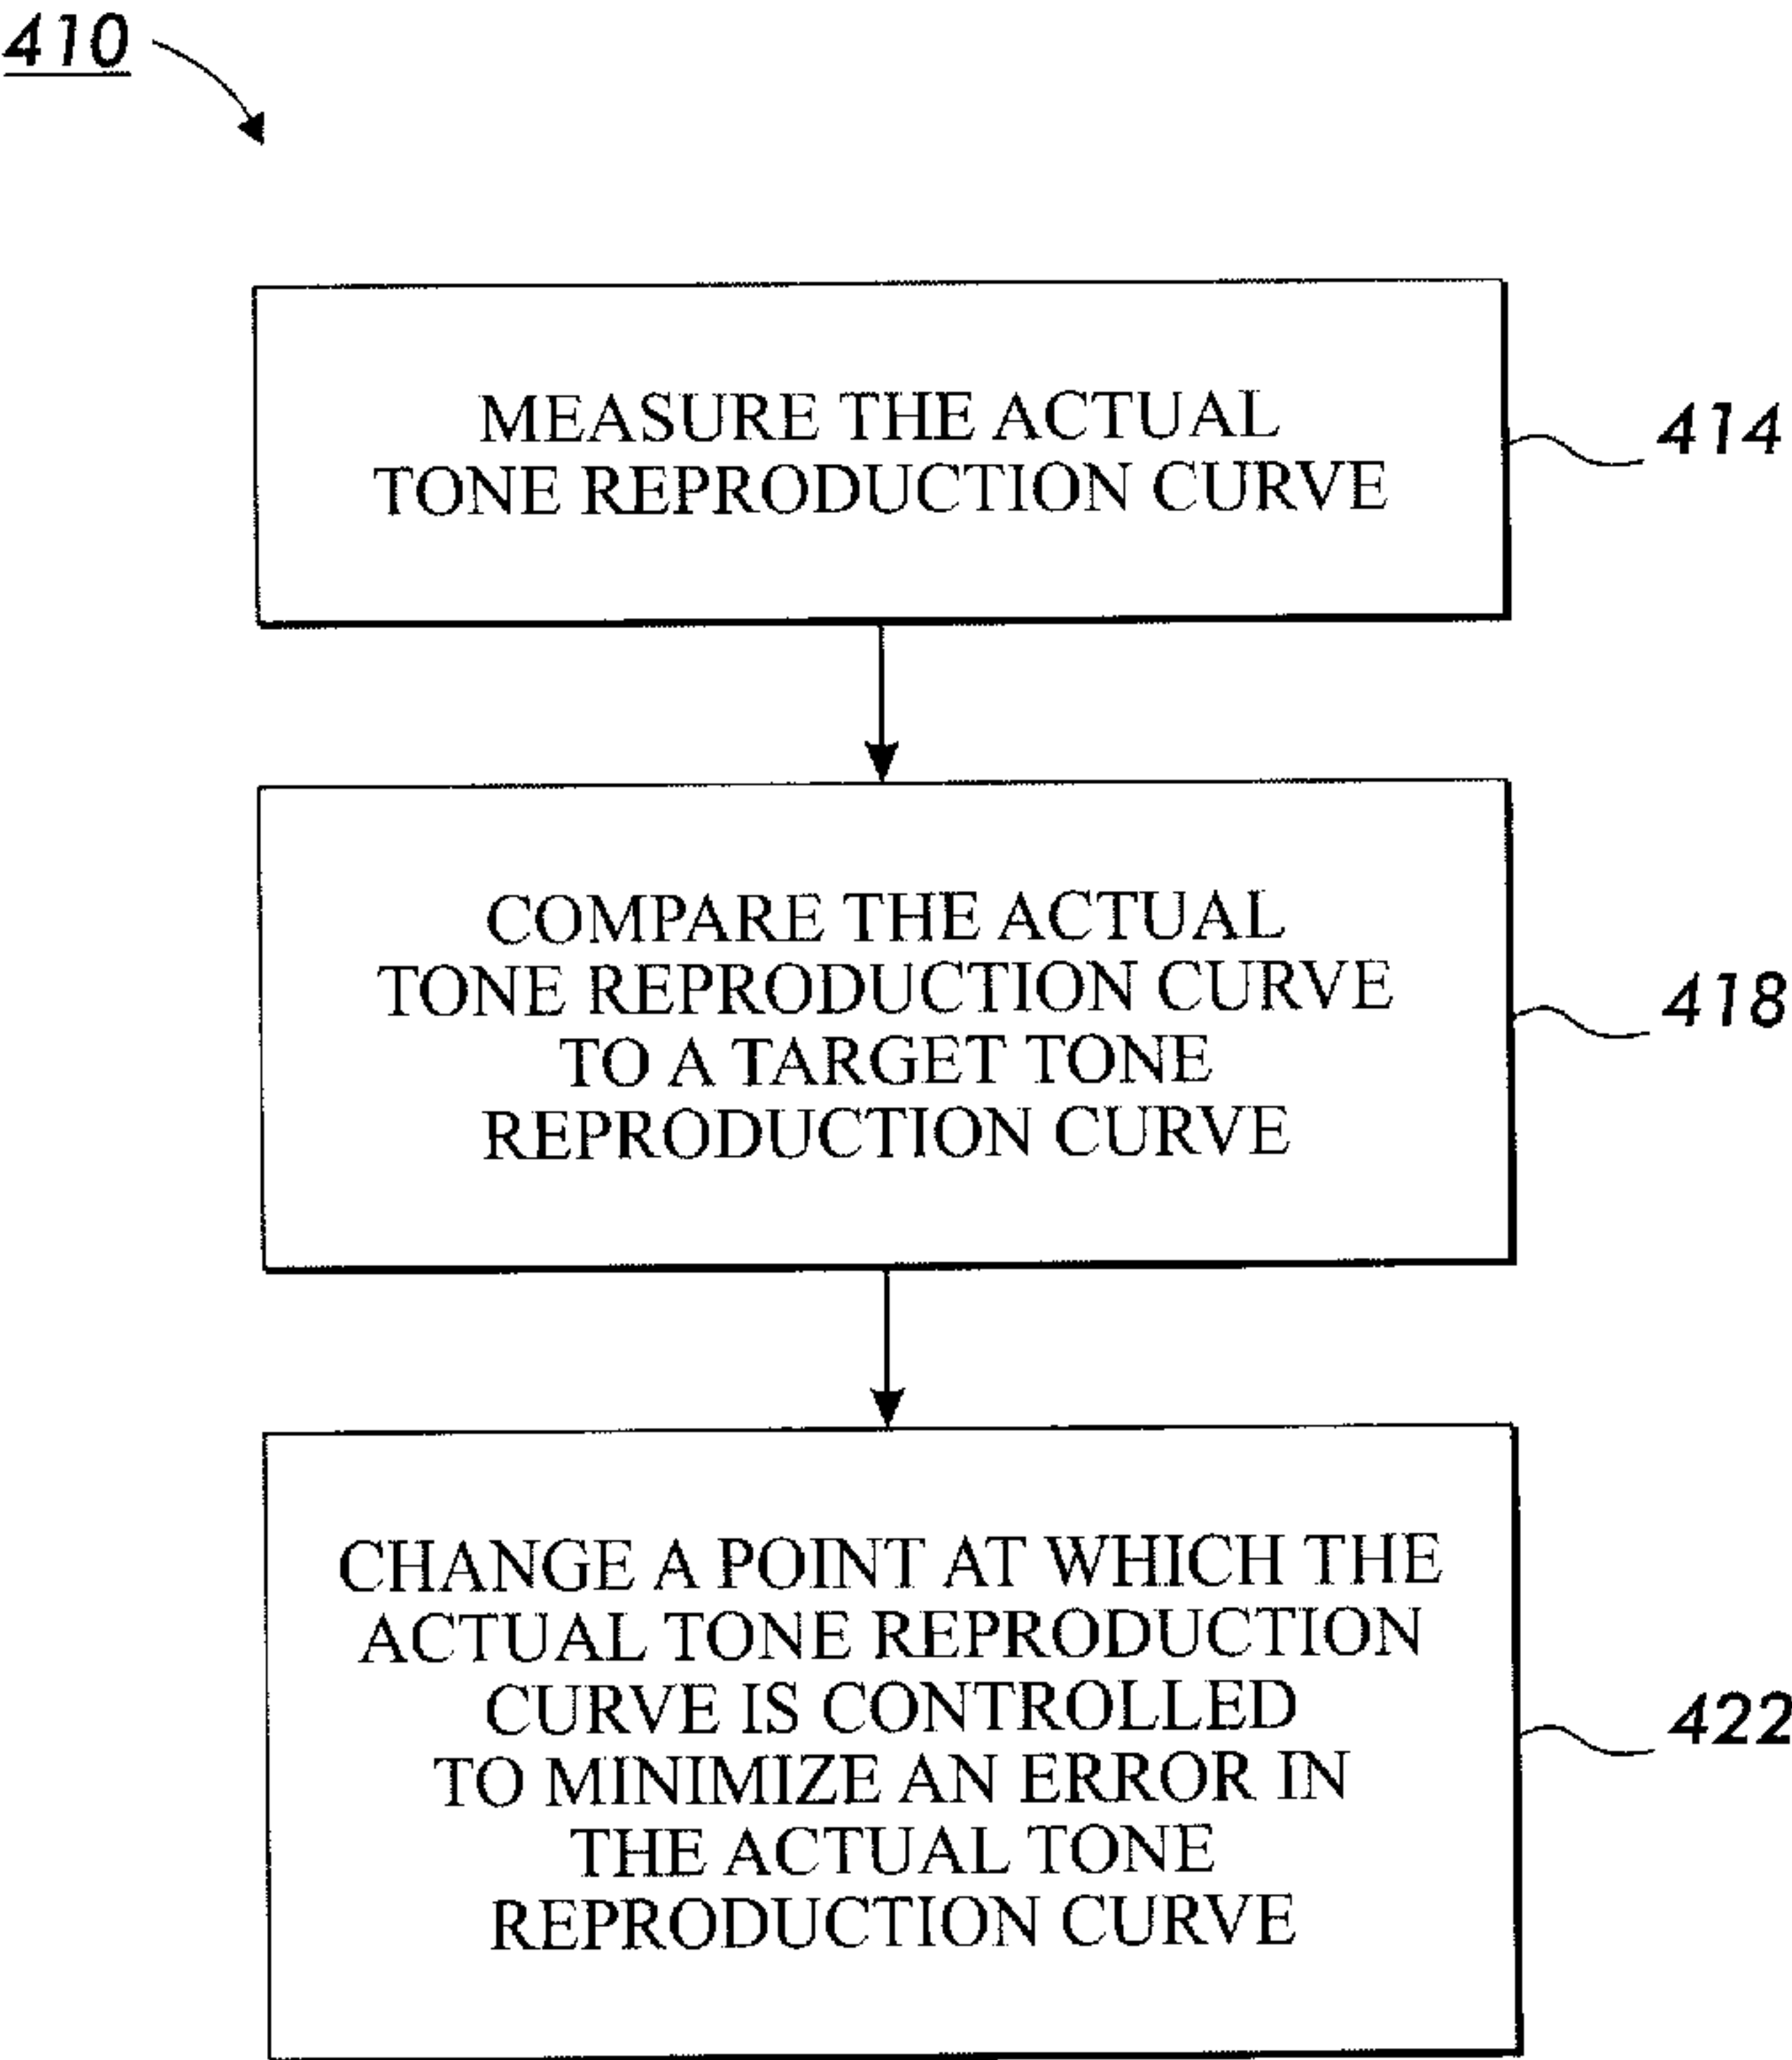 410
MEASURE THE ACTUAL
TONE REPRODUCTION CURVE
414
COMPARE THE ACTUAL
TONE REPRODUCTION CURVE
TO A TARGET TONE
REPRODUCTION CURVE
418
CHANGE A POINT AT WHICH THE
ACTUAL TONE REPRODUCTION
CURVE IS CONTROLLED
TO MINIMIZE AN ERROR IN
THE ACTUAL TONE
REPRODUCTION CURVE
422